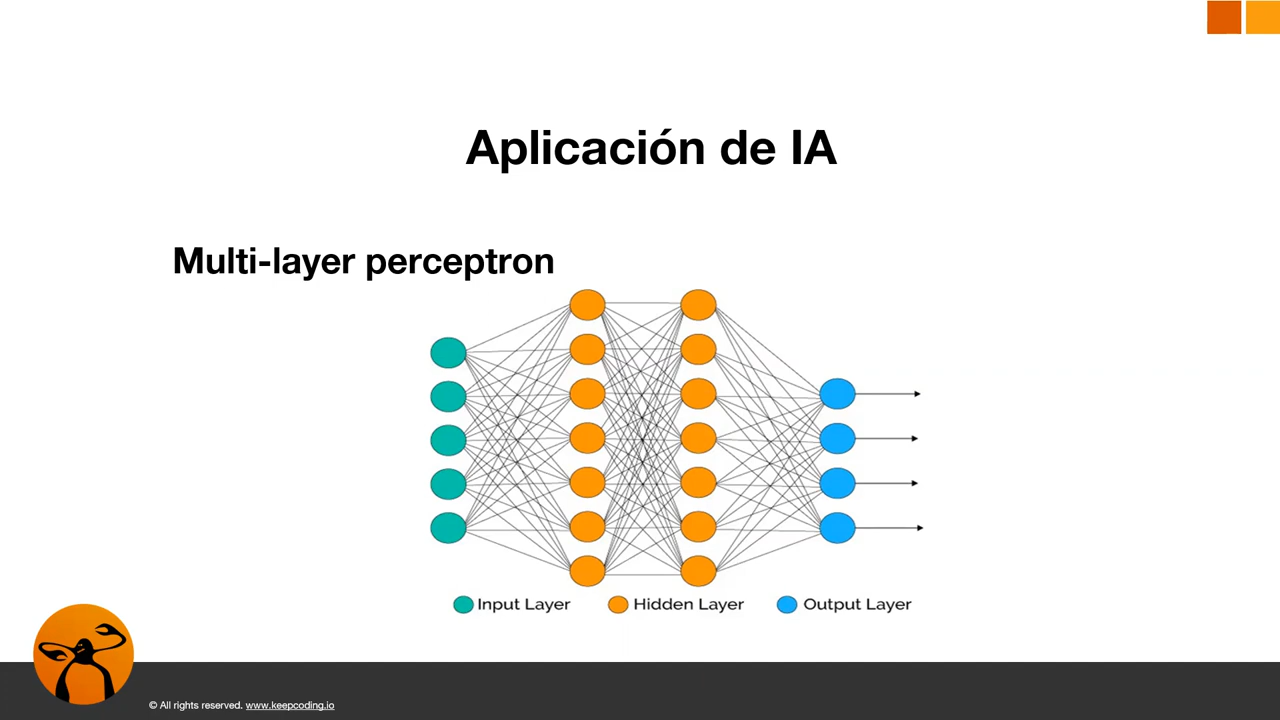 Aplicación de IA
Multi-layer perceptron
Input Layer Hidden Layer Output Layer
© All rights reserved. www.keepcoding.io